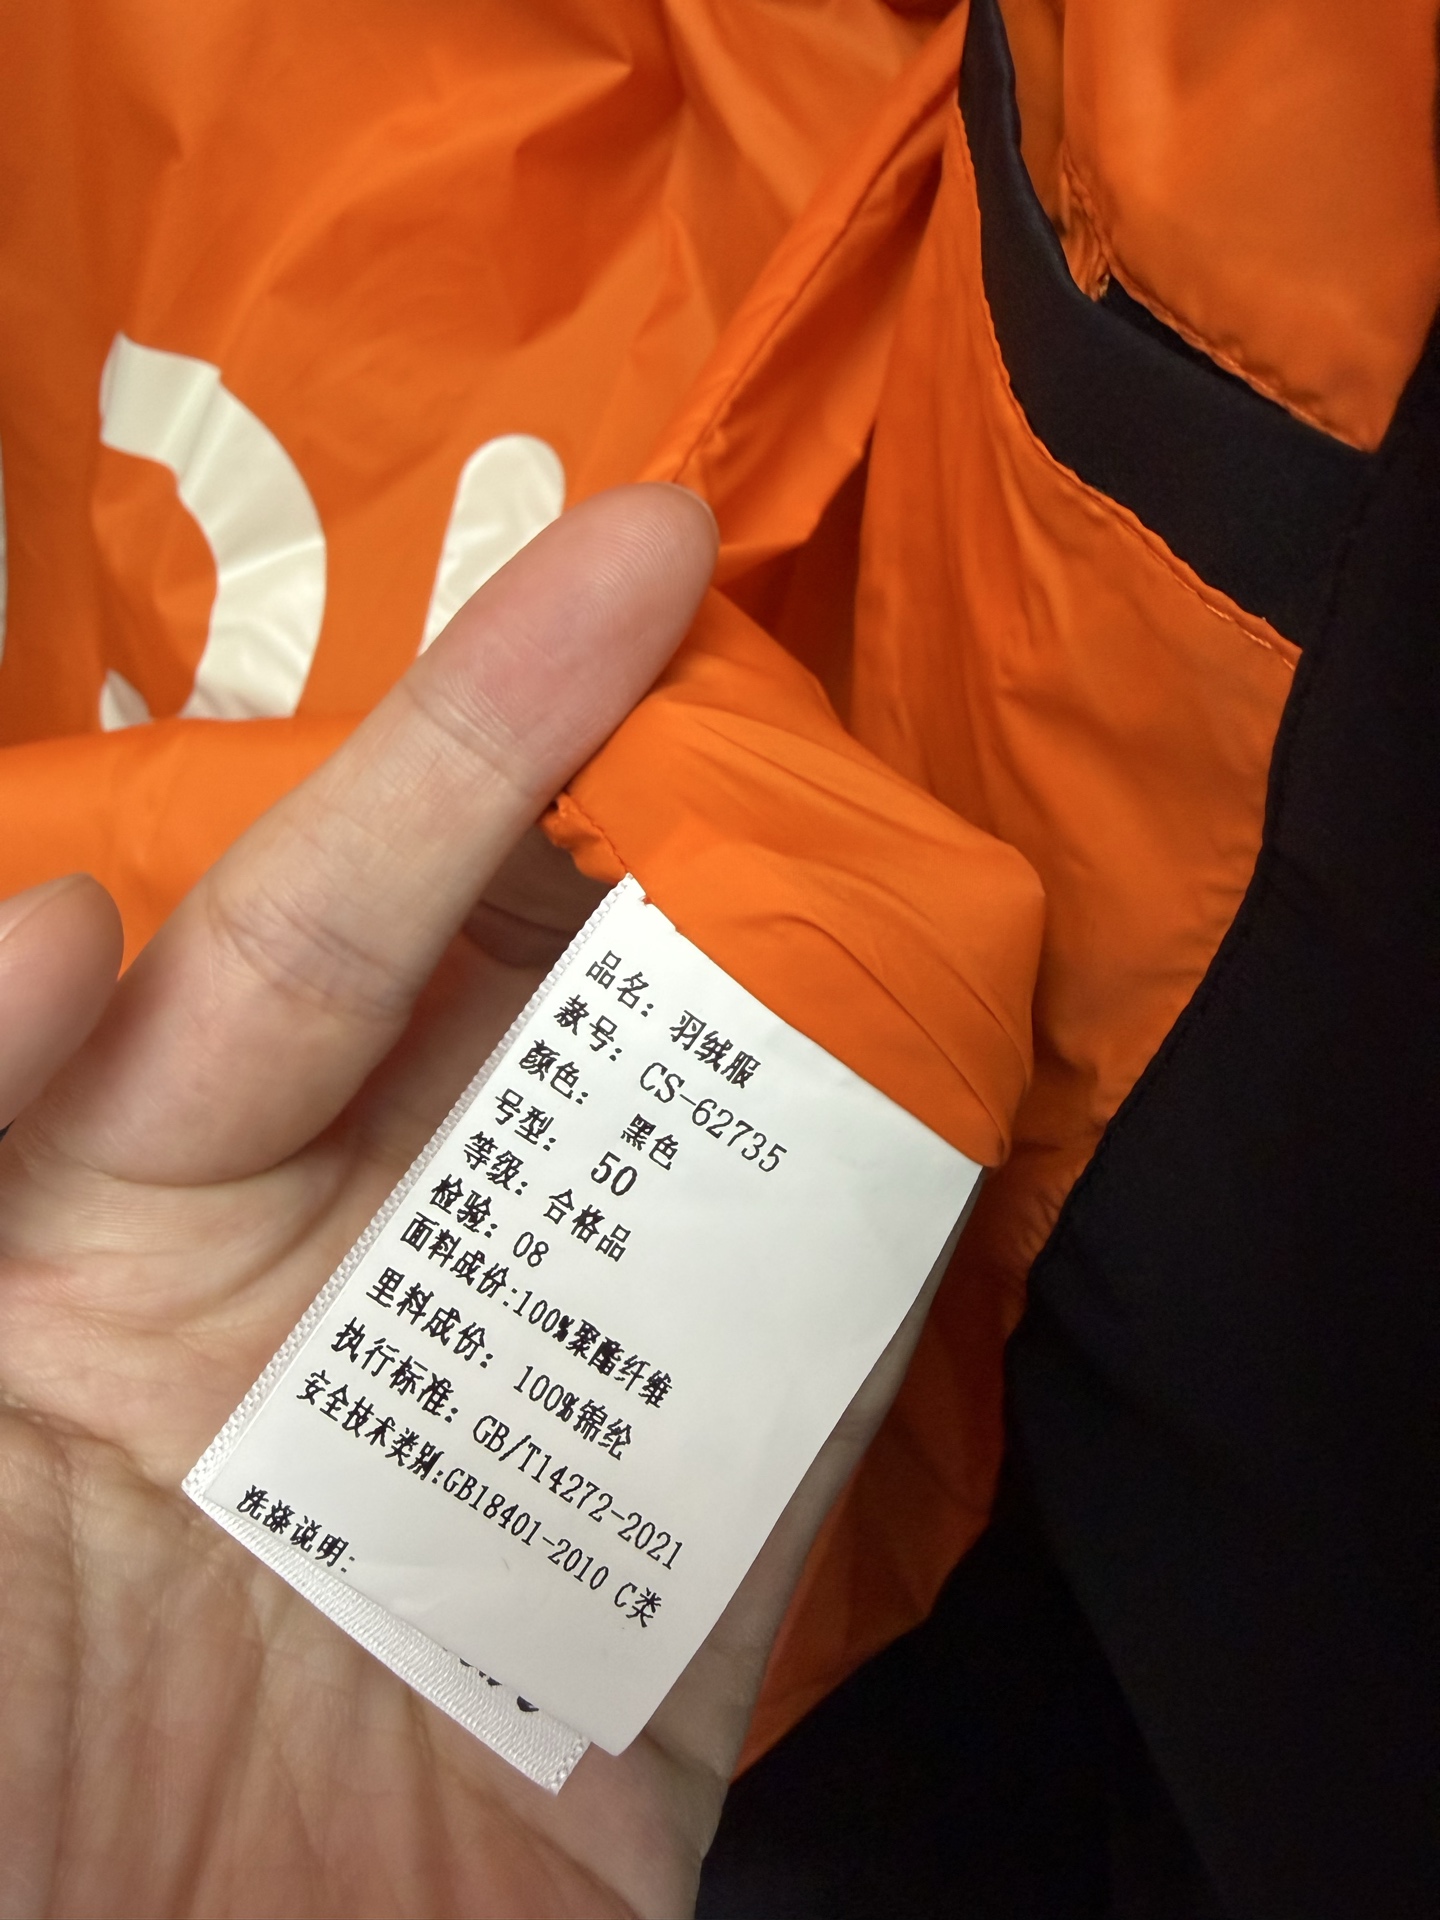 品名：羽绒服
款号：CS-62735
颜色：黑色
号型：50
等级：合格品
检验：08
面料成份:100%聚酯纤维
里料成份：100%锦纶
执行标准：GB/T14272-2021
安全技术类别:GB18401-2010 C类
洗涤说明: